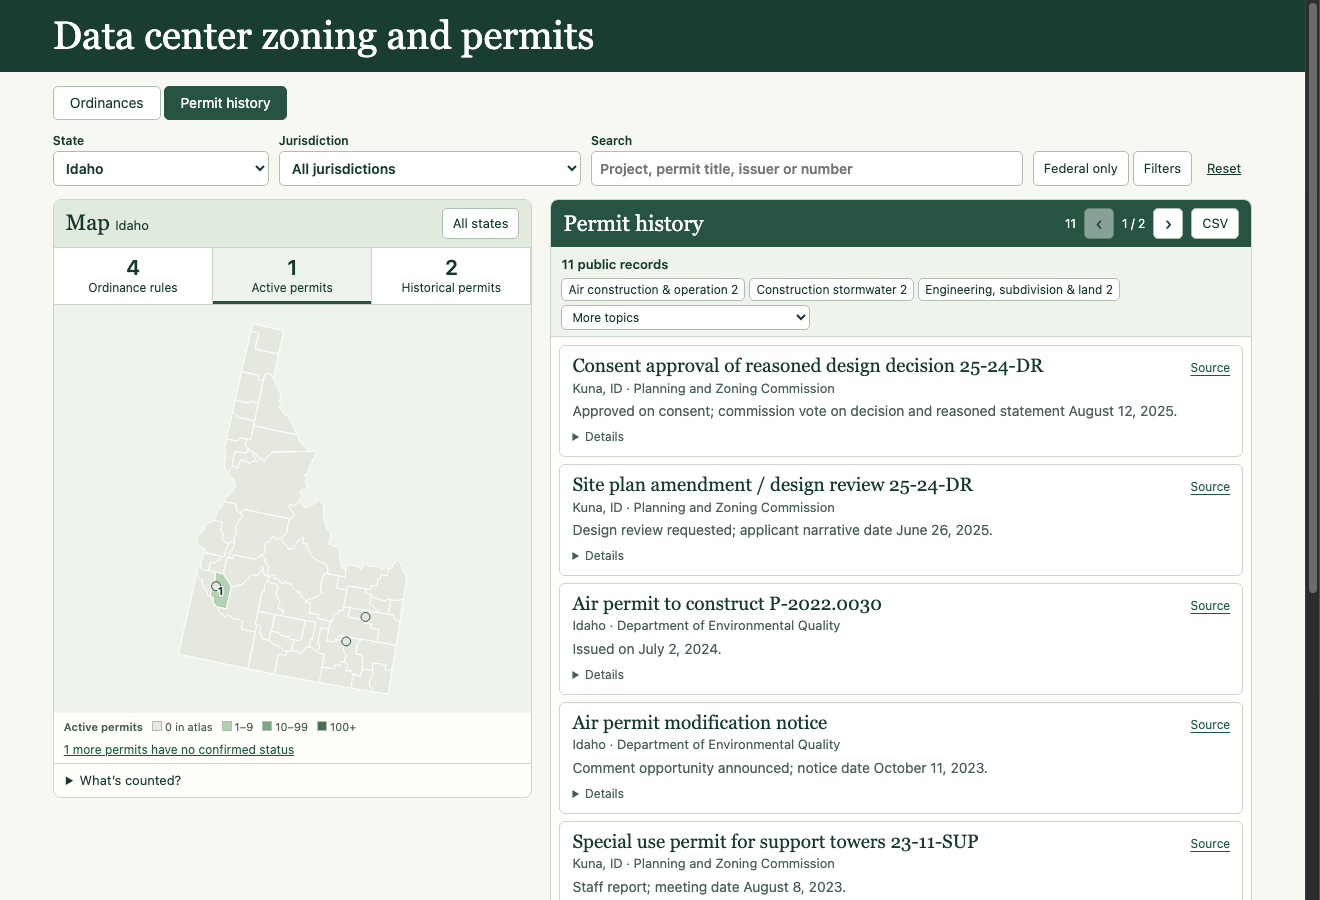 Data center zoning and permits
Ordinances
Permit history
State
Jurisdiction
Search
Idaho
All jurisdictions
Project, permit title, issuer or number
Federal only
Filters
Reset
Map Idaho
All states
4
Ordinance rules
1
Active permits
2
Historical permits
1
Active permits 0 in atlas 1–9 10–99 100+
1 more permits have no confirmed status
What's counted?
Permit history
11 ‹ 1 / 2 › CSV
11 public records
Air construction & operation 2
Construction stormwater 2
Engineering, subdivision & land 2
More topics
Consent approval of reasoned design decision 25-24-DR
Source
Kuna, ID · Planning and Zoning Commission
Approved on consent; commission vote on decision and reasoned statement August 12, 2025.
Details
Site plan amendment / design review 25-24-DR
Source
Kuna, ID · Planning and Zoning Commission
Design review requested; applicant narrative date June 26, 2025.
Details
Air permit to construct P-2022.0030
Source
Idaho · Department of Environmental Quality
Issued on July 2, 2024.
Details
Air permit modification notice
Source
Idaho · Department of Environmental Quality
Comment opportunity announced; notice date October 11, 2023.
Details
Special use permit for support towers 23-11-SUP
Source
Kuna, ID · Planning and Zoning Commission
Staff report; meeting date August 8, 2023.